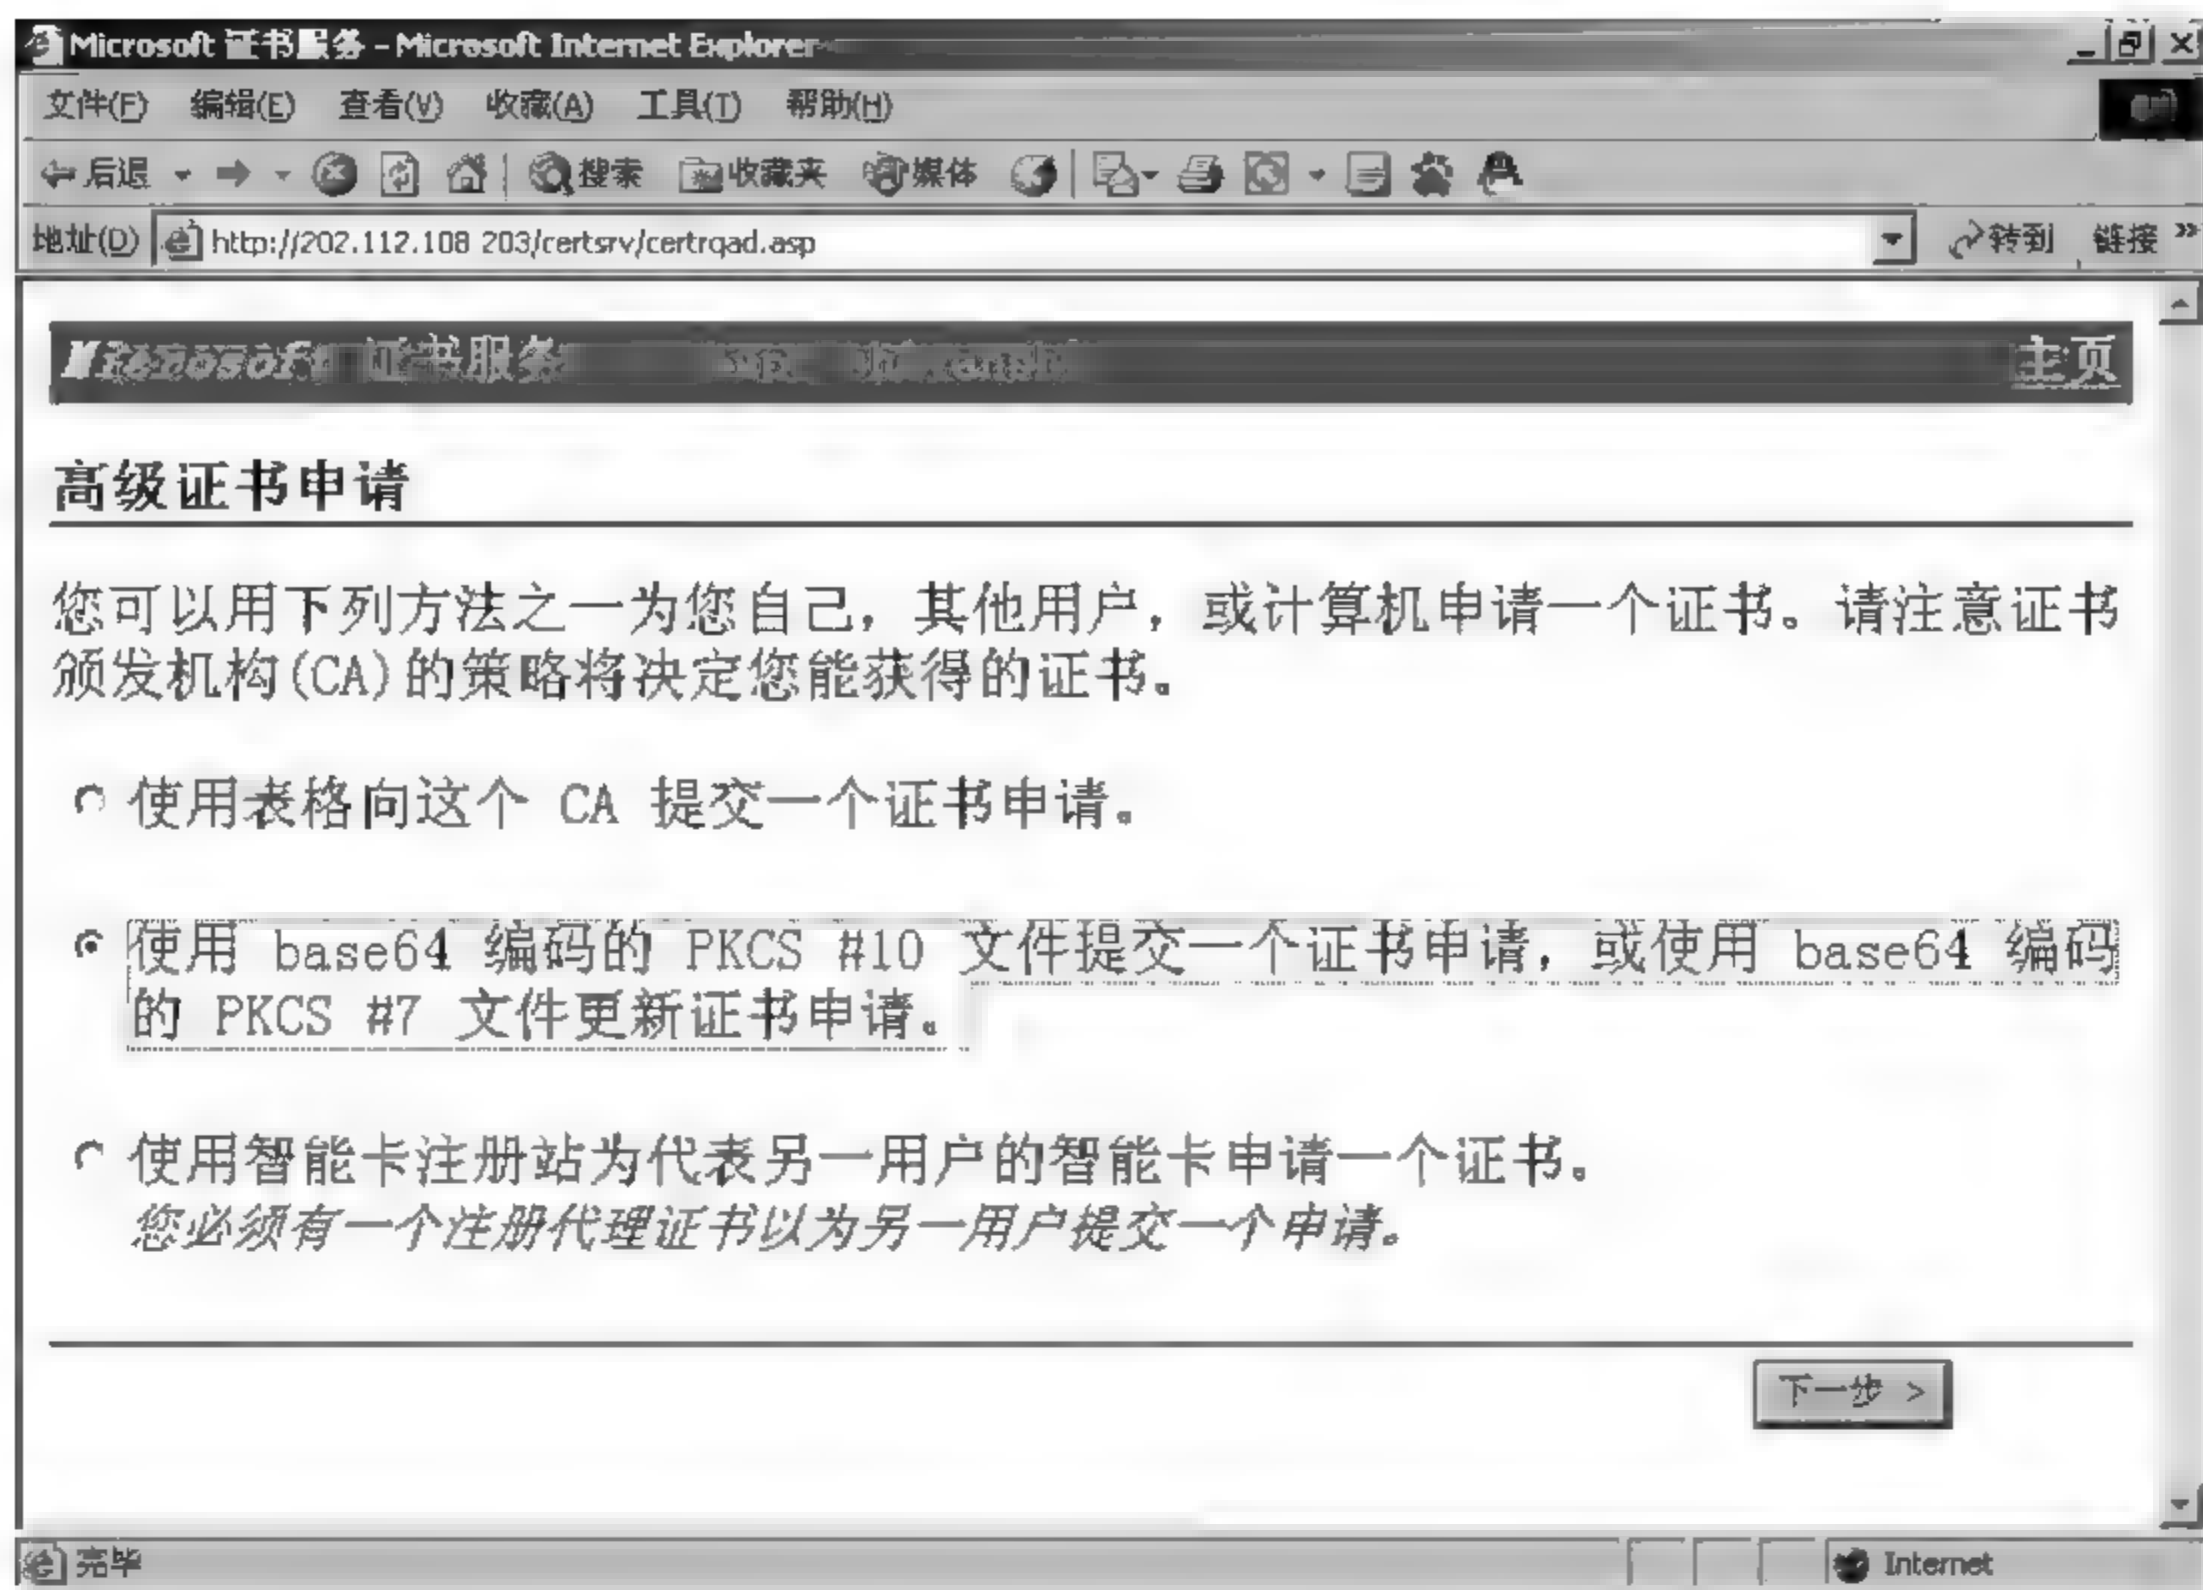 Microsoft 证书服务 - Microsoft Internet Explorer
文件(F) 编辑(E) 查看(V) 收藏(A) 工具(T) 帮助(H)
后退 搜索 收藏夹 媒体
地址(D) http://202.112.108 203/certsrv/certrqad.asp 转到 链接 »
Microsoft 证书服务 主页
高级证书申请
您可以用下列方法之一为您自己，其他用户，或计算机申请一个证书。请注意证书
颁发机构(CA)的策略将决定您能获得的证书。
使用表格向这个 CA 提交一个证书申请。
使用 base64 编码的 PKCS #10 文件提交一个证书申请，或使用 base64 编码
的 PKCS #7 文件更新证书申请。
使用智能卡注册站为代表另一用户的智能卡申请一个证书。
您必须有一个注册代理证书以为另一用户提交一个申请。
下一步 >
完毕 Internet